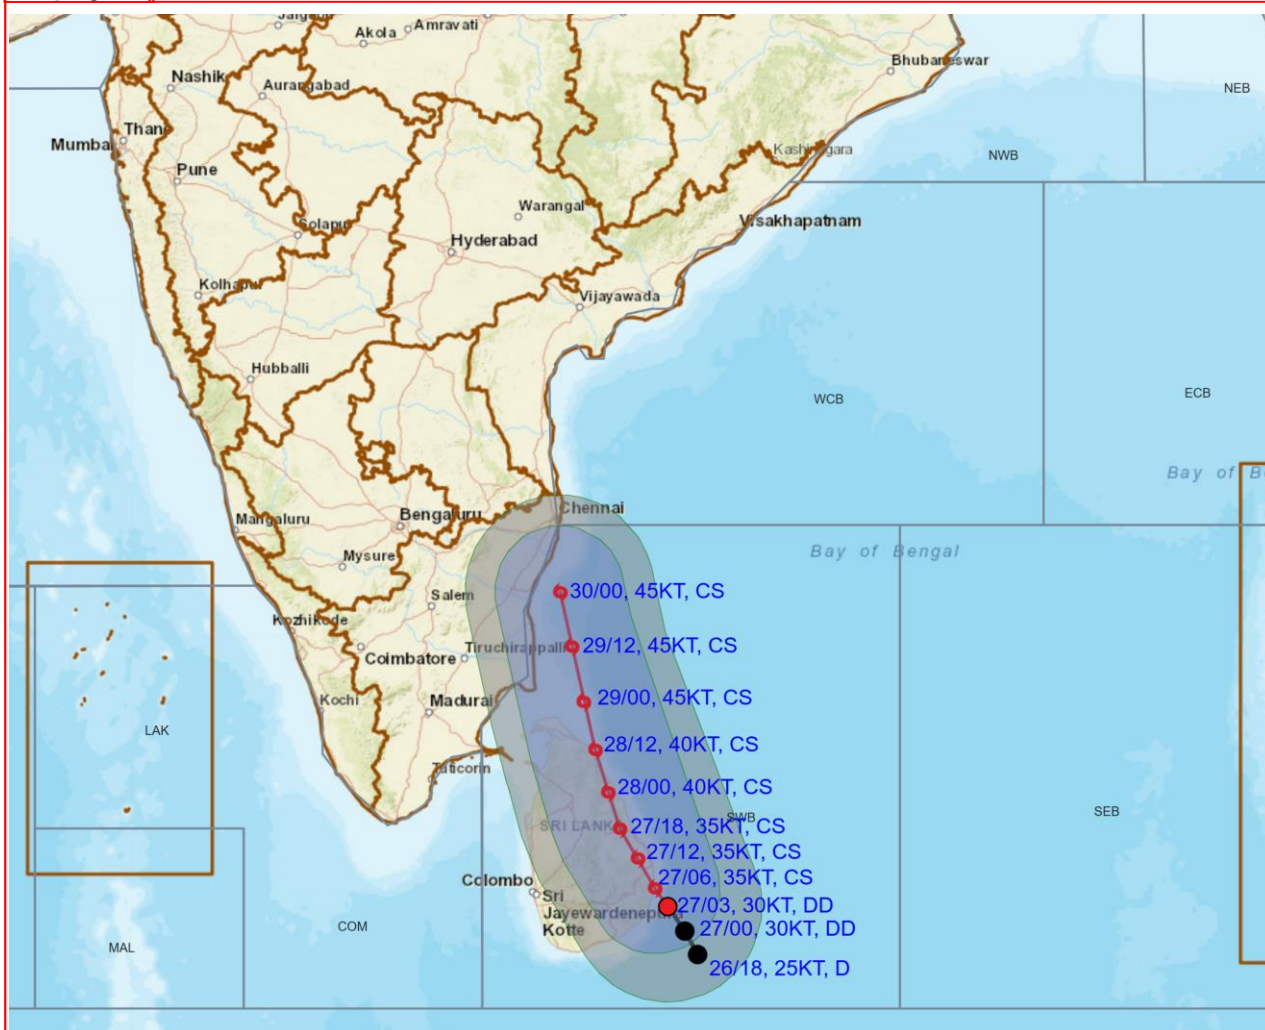 Akola
Amravati
Bhubaneswar
Nashik
Aurangabad
NEB
Thane
Mumbai
Kashinagara
NWB
Pune
Warangal
Solapur
Visakhapatnam
Hyderabad
Kolhapur
Vijayawada
Hubballi
WCB
ECB
Bay of B
Chennai
Mangaluru
Bengaluru
Mysure
Bay of Bengal
30/00, 45KT, CS
Salem
Kozhikode
29/12, 45KT, CS
Tiruchirappalli
Coimbatore
Kochi
Madurai
29/00, 45KT, CS
LAK
28/12, 40KT, CS
Tuticorin
28/00, 40KT, CS
SEB
SWB
SRI LANKA
27/18, 35KT, CS
27/12, 35KT, CS
Colombo
27/06, 35KT, CS
Sri
Jayewardenepura
Kotte
27/03, 30KT, DD
COM
27/00, 30KT, DD
MAL
26/18, 25KT, D